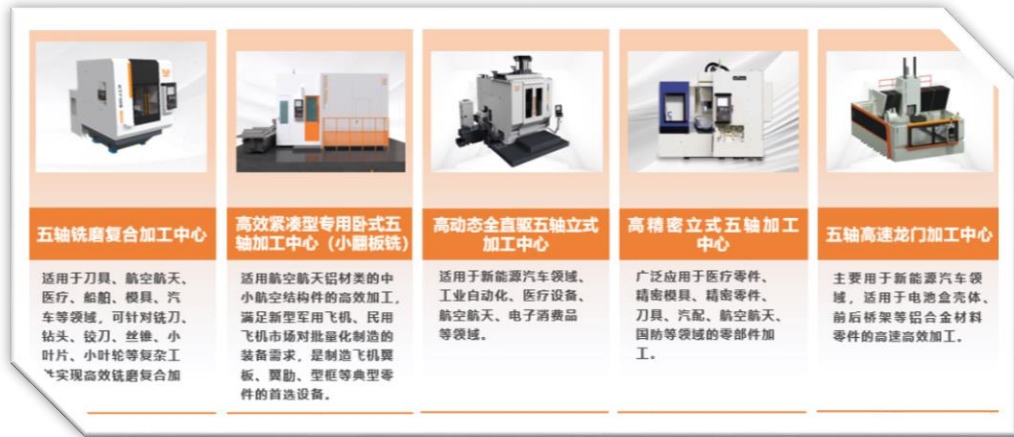 五轴铣磨复合加工中心
适用于刀具、航空航天、
医疗、船舶、模具、汽
车等领域，可针对铣刀、
钻头、铰刀、丝锥、小
叶片、小叶轮等复杂工
件实现高效铣磨复合加
高效紧凑型专用卧式五
轴加工中心（小翻板铣）
适用航空航天铝材类的中
小航空结构件的高效加工，
满足新型军用飞机、民用
飞机市场对批量化制造的
装备需求，是制造飞机翼
板、翼肋、型框等典型零
件的首选设备。
高动态全直驱五轴立式
加工中心
适用于新能源汽车领域、
工业自动化、医疗设备、
航空航天、电子消费品
等领域。
高精密立式五轴加工
中心
广泛应用于医疗零件、
精密模具、精密零件、
刀具、汽配、航空航天、
国防等领域的零部件加
工。
五轴高速龙门加工中心
主要用于新能源汽车领
域，适用于电池盒壳体、
前后桥架等铝合金材料
零件的高速高效加工。